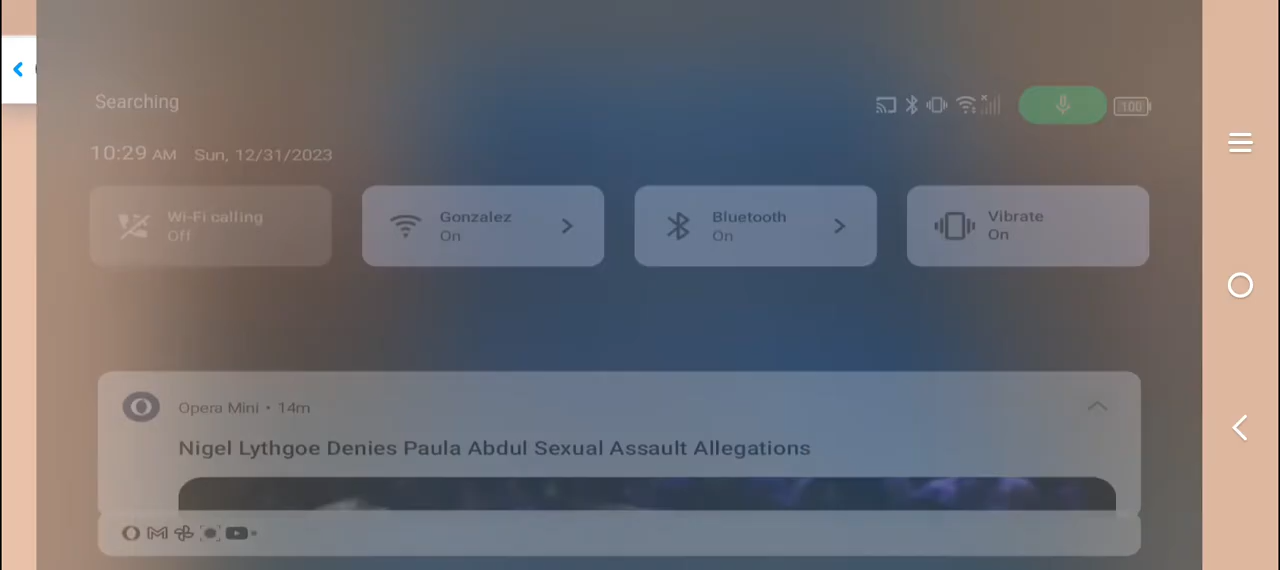 Searching
100
10:29 AM Sun, 12/31/2023
Wi-Fi calling
Off
Gonzalez
On
Bluetooth
On
Vibrate
On
Opera Mini • 14m
Nigel Lythgoe Denies Paula Abdul Sexual Assault Allegations